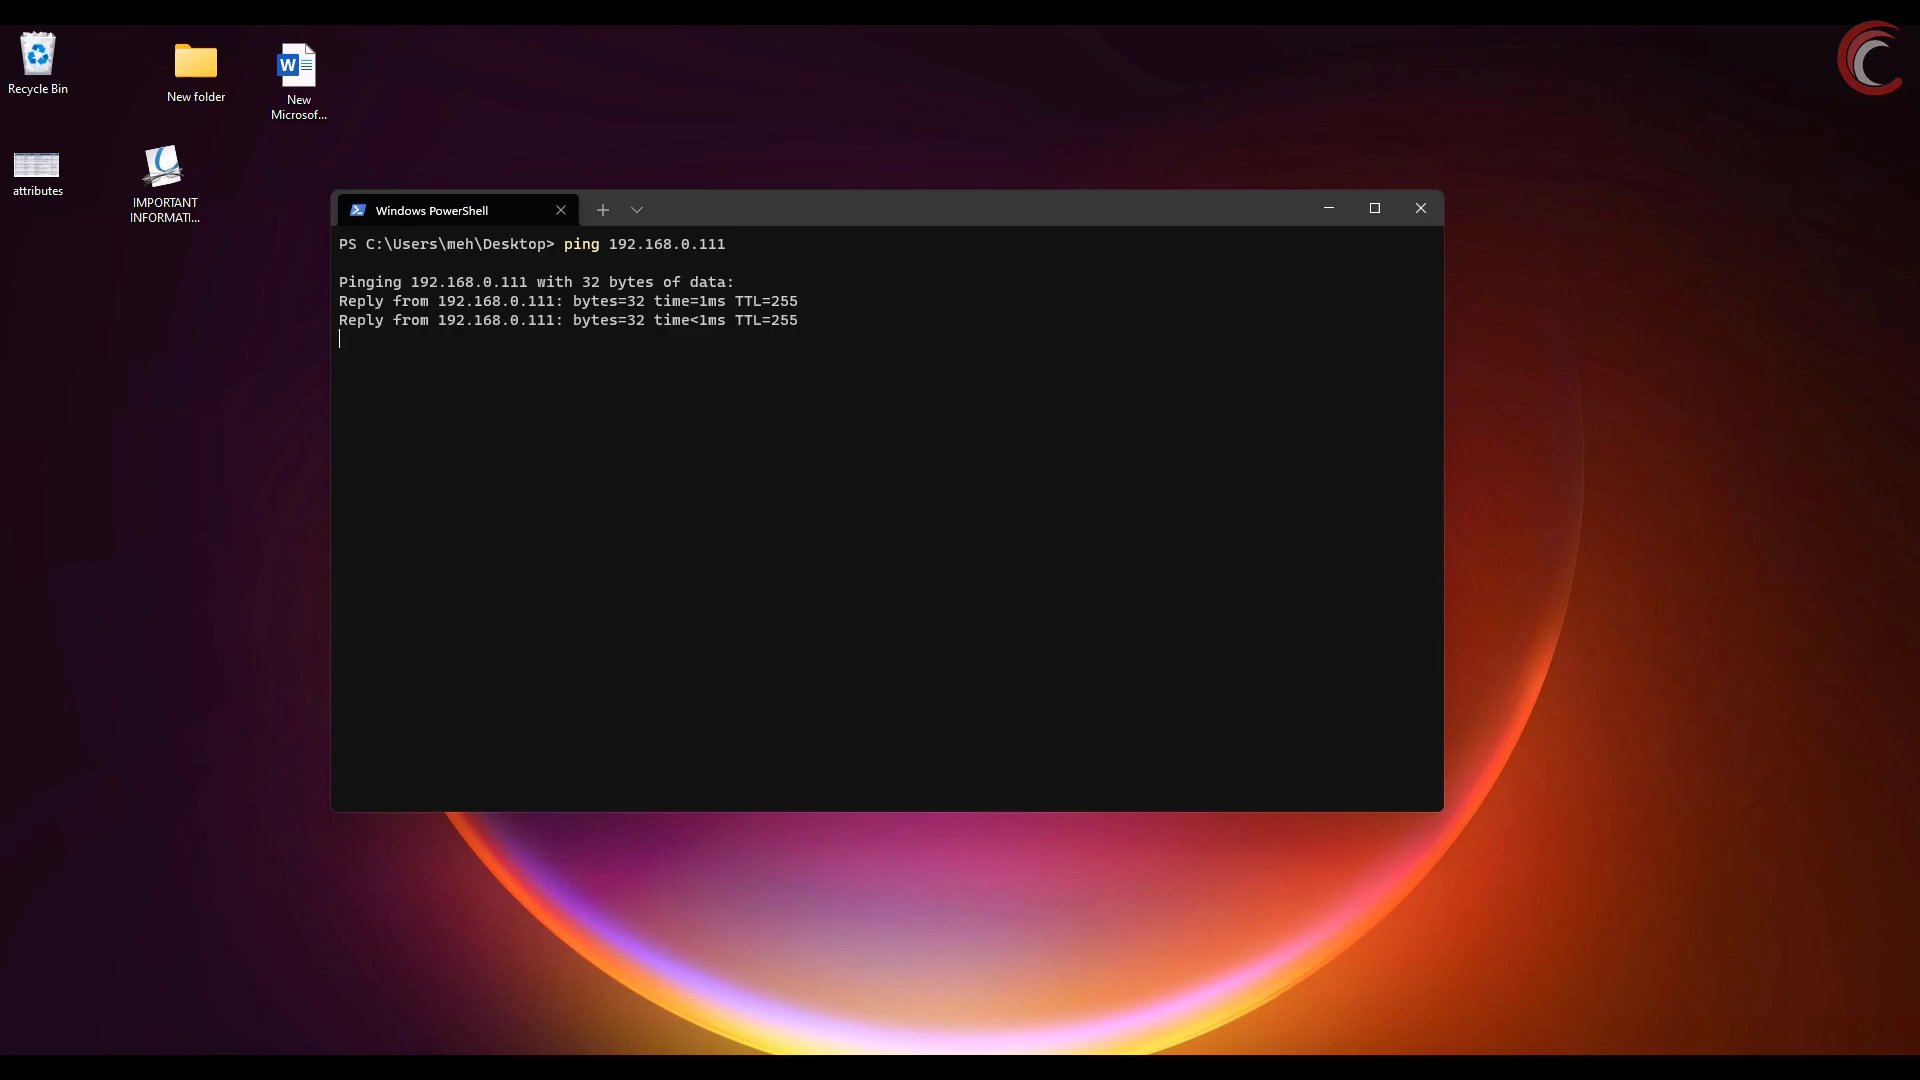 Recycle Bin
New folder
New
Microsof...
attributes
IMPORTANT
INFORMATI...
Windows PowerShell
PS C:\Users\meh\Desktop> ping 192.168.0.111
Pinging 192.168.0.111 with 32 bytes of data:
Reply from 192.168.0.111: bytes=32 time=1ms TTL=255
Reply from 192.168.0.111: bytes=32 time<1ms TTL=255